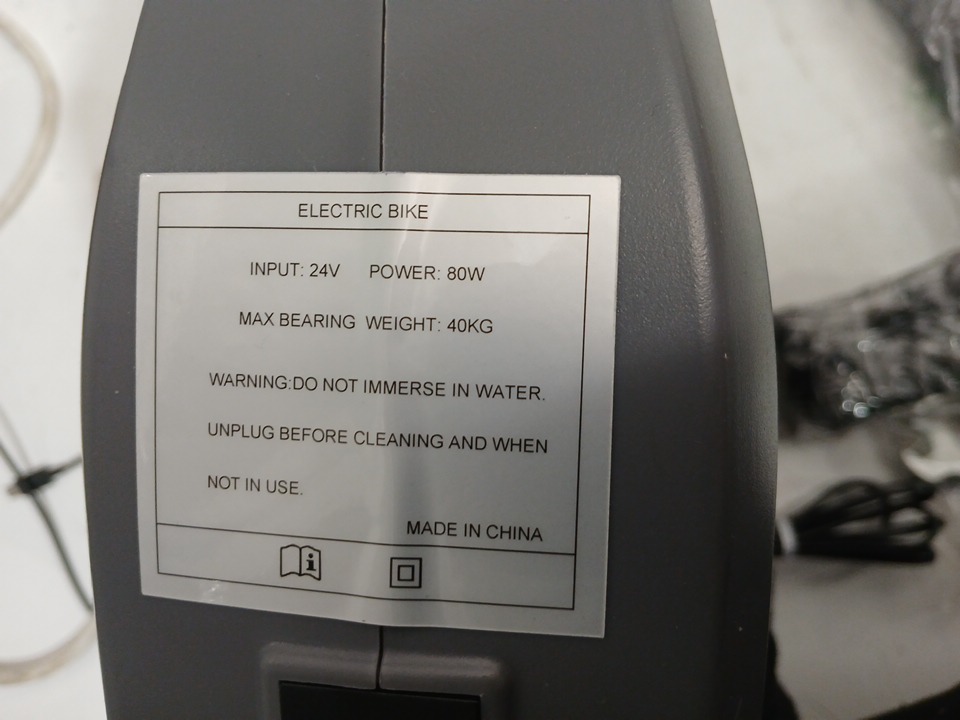 ELECTRIC BIKE
INPUT: 24V POWER: 80W
MAX BEARING WEIGHT: 40KG
WARNING:DO NOT IMMERSE IN WATER.
UNPLUG BEFORE CLEANING AND WHEN
NOT IN USE.
MADE IN CHINA